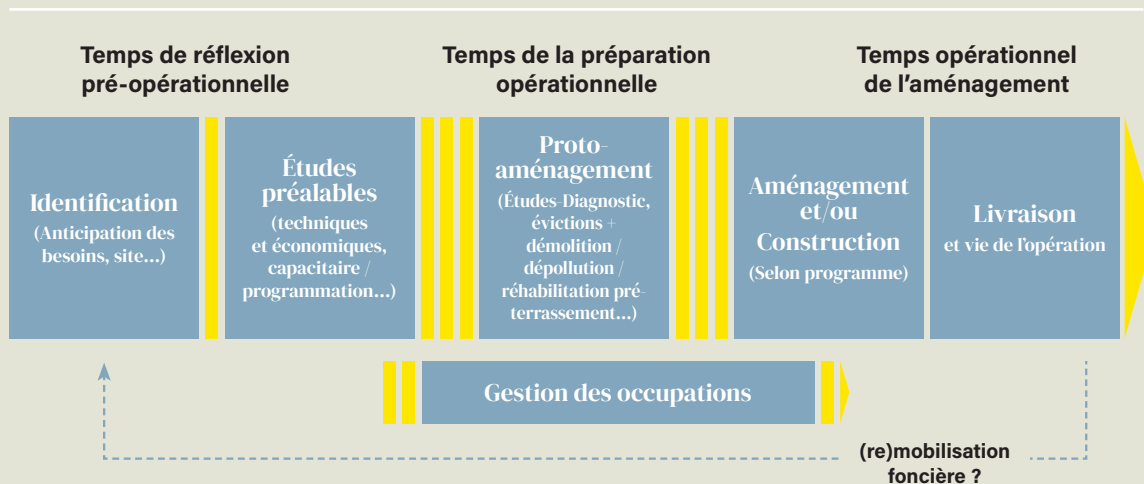 Temps de réflexion
pré-opérationnelle
Temps de la préparation
opérationnelle
Temps opérationnel
de l’aménagement
Identification
(Anticipation des
besoins, site…)
Études
préalables
(techniques
et économiques,
capacitaire /
programmation…)
Proto-
aménagement
(Études-Diagnostic,
évictions +
démolition /
dépollution /
réhabilitation pré-
terrassement…)
Aménagement
et/ou
Construction
(Selon programme)
Livraison
et vie de l’opération
Gestion des occupations
(re)mobilisation
foncière ?